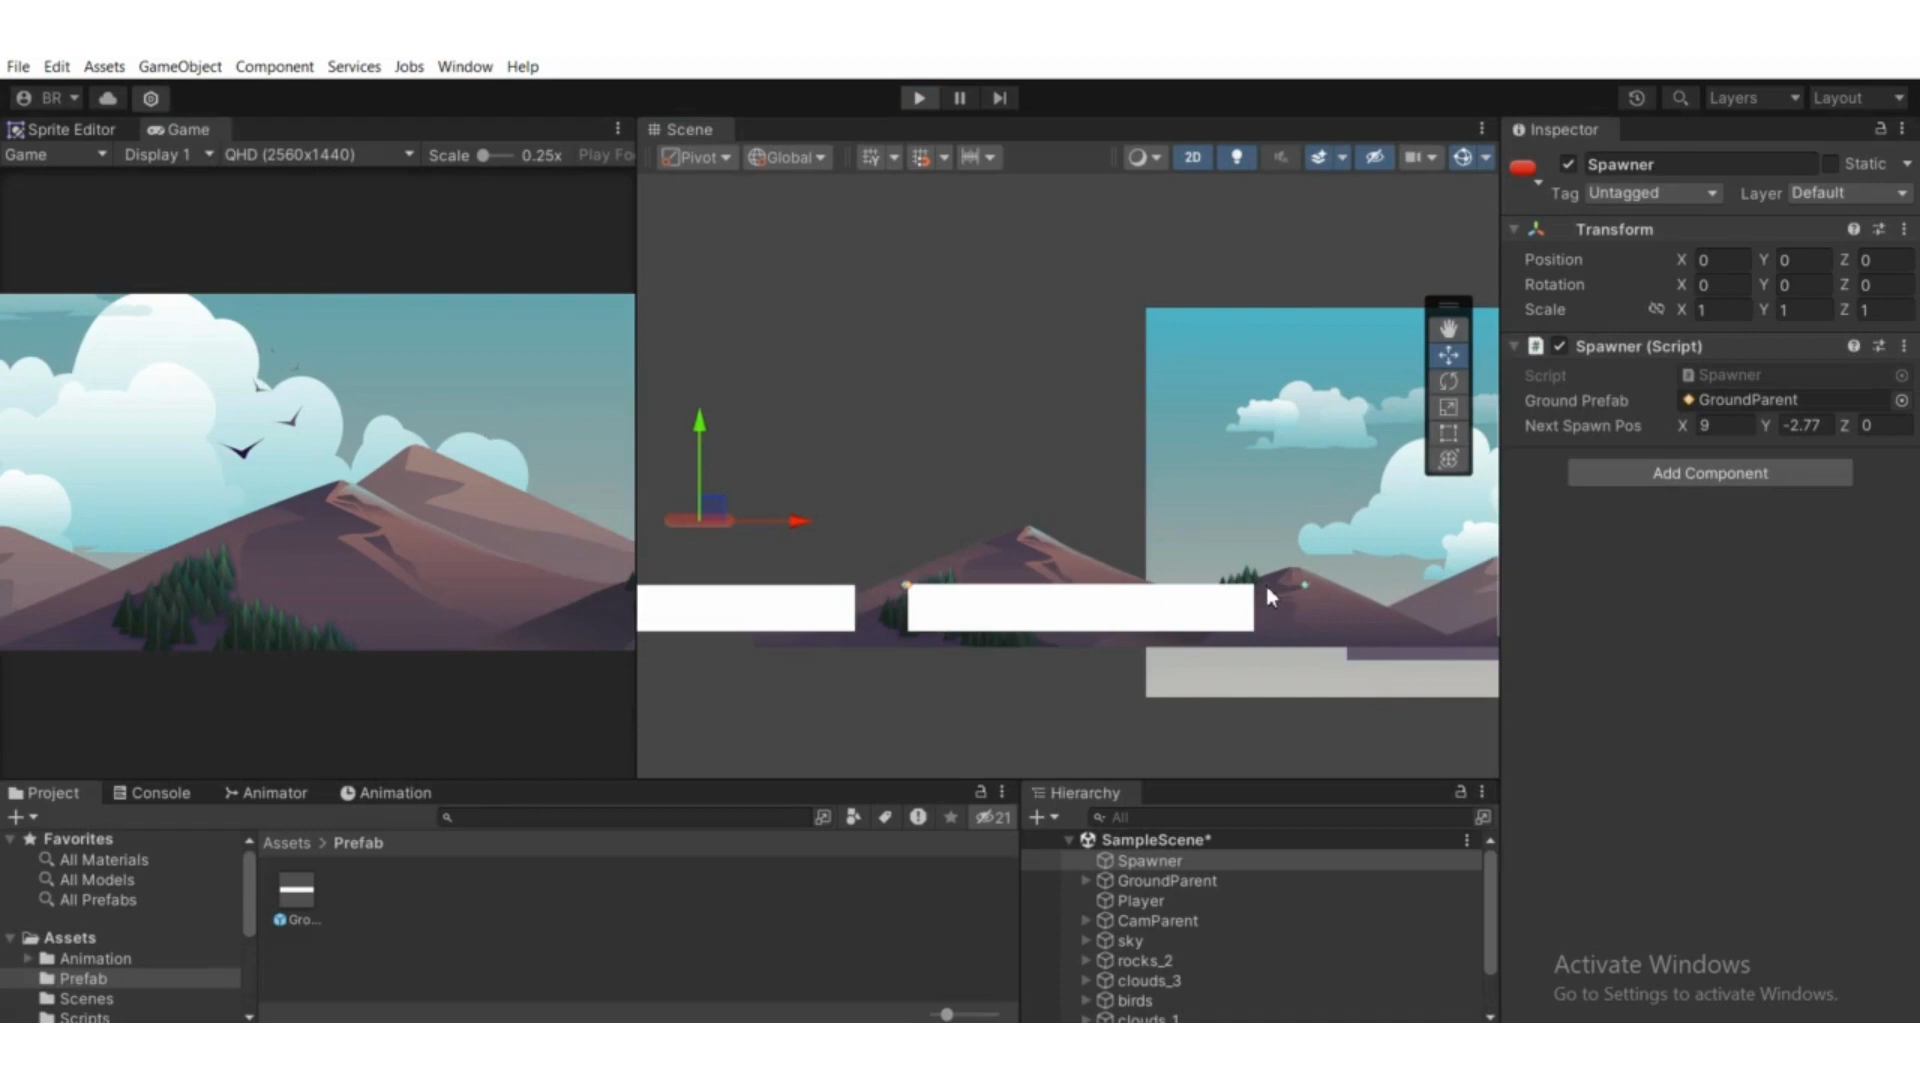 File Edit Assets GameObject Component Services Jobs Window Help
BR Layers Layout
Sprite Editor Game Scene Inspector
Game Display 1 QHD (2560x1440) Scale 0.25x Play Fo Pivot Global 2D
Spawner Static
Tag Untagged Layer Default
Transform
Position X 0 Y 0 Z 0
Rotation X 0 Y 0 Z 0
Scale X 1 Y 1 Z 1
Spawner (Script)
Script Spawner
Ground Prefab GroundParent
Next Spawn Pos X 9 Y -2.77 Z 0
Add Component
Project Console Animator Animation
21
Favorites
All Materials
All Models
All Prefabs
Assets
Animation
Prefab
Scenes
Scripts
Assets > Prefab
Gro...
Hierarchy
All
SampleScene*
Spawner
GroundParent
Player
CamParent
sky
rocks_2
clouds_3
birds
clouds_1
Activate Windows
Go to Settings to activate Windows.